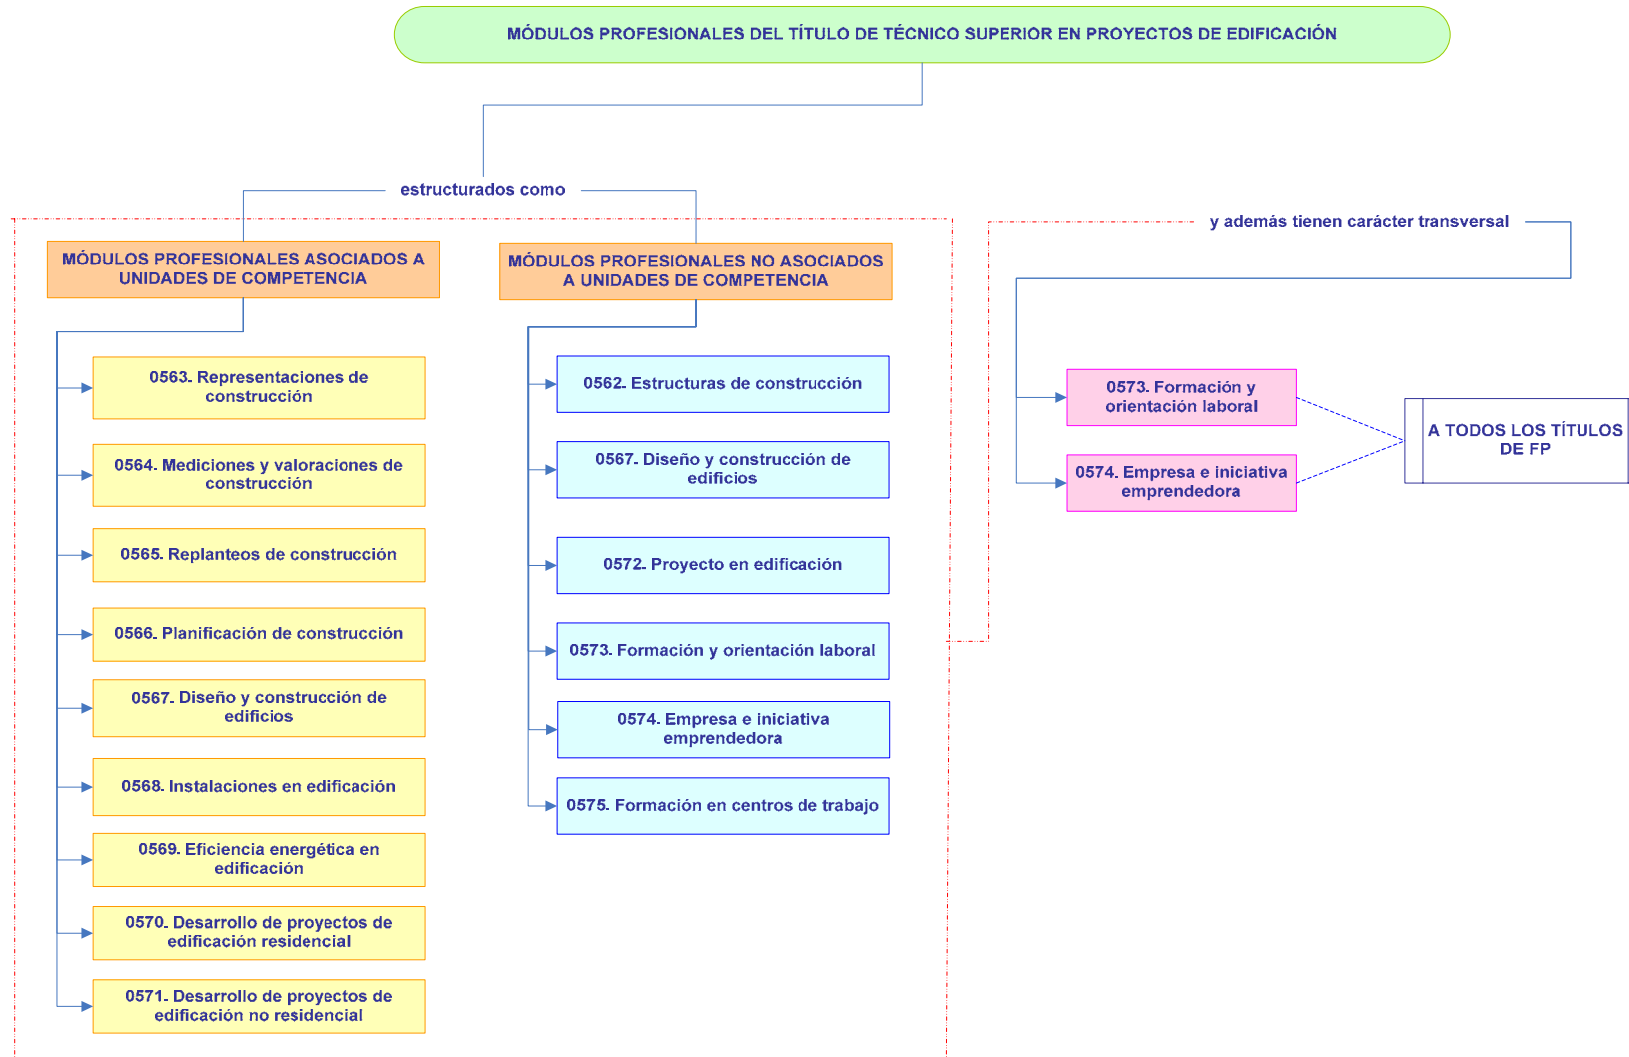 MÓDULOS PROFESIONALES DEL TÍTULO DE TÉCNICO SUPERIOR EN PROYECTOS DE EDIFICACIÓN
estructurados como
y además tienen carácter transversal
MÓDULOS PROFESIONALES ASOCIADOS A
UNIDADES DE COMPETENCIA
0563. Representaciones de
construcción
0564. Mediciones y valoraciones de
construcción
0565. Replanteos de construcción
0566. Planificación de construcción
0567. Diseño y construcción de
edificios
0568. Instalaciones en edificación
0569. Eficiencia energética en
edificación
0570. Desarrollo de proyectos de
edificación residencial
0571. Desarrollo de proyectos de
edificación no residencial
MÓDULOS PROFESIONALES NO ASOCIADOS
A UNIDADES DE COMPETENCIA
0562. Estructuras de construcción
0567. Diseño y construcción de
edificios
0572. Proyecto en edificación
0573. Formación y orientación laboral
0574. Empresa e iniciativa
emprendedora
0575. Formación en centros de trabajo
0573. Formación y
orientación laboral
0574. Empresa e iniciativa
emprendedora
A TODOS LOS TÍTULOS
DE FP